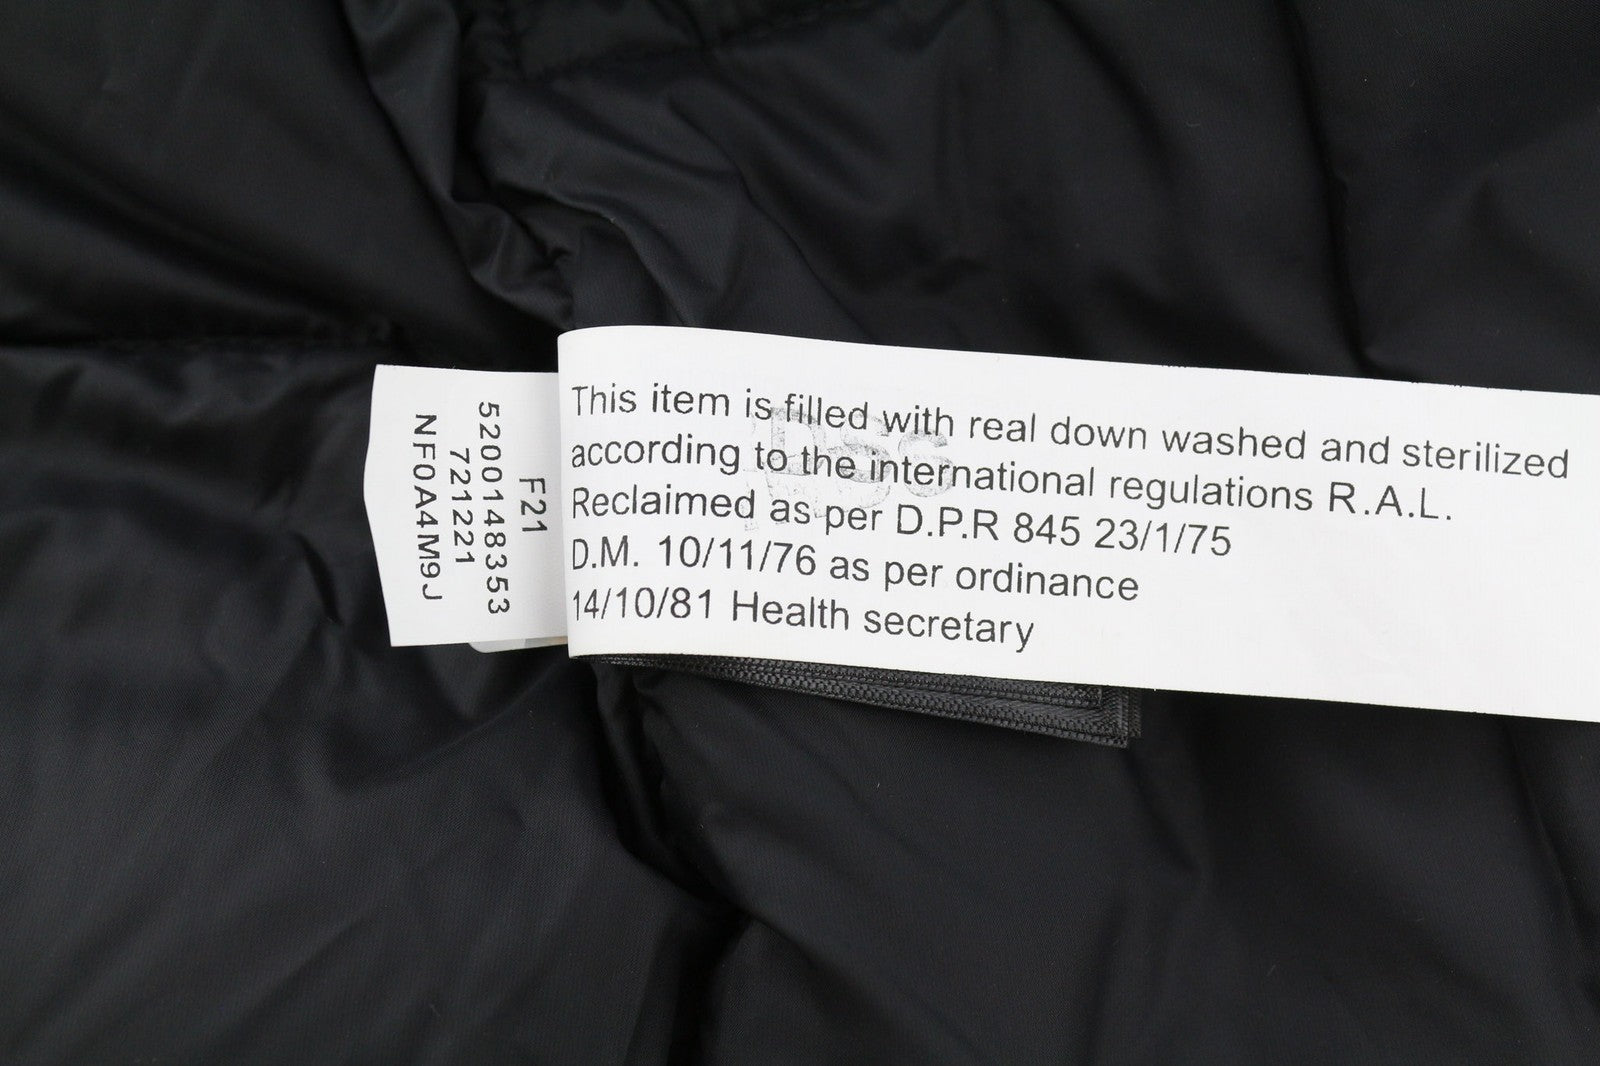 F21
5200148353
721221
NF0A4M9J
This item is filled with real down washed and sterilized
according to the international regulations R.A.L.
Reclaimed as per D.P.R 845 23/1/75
D.M. 10/11/76 as per ordinance
14/10/81 Health secretary